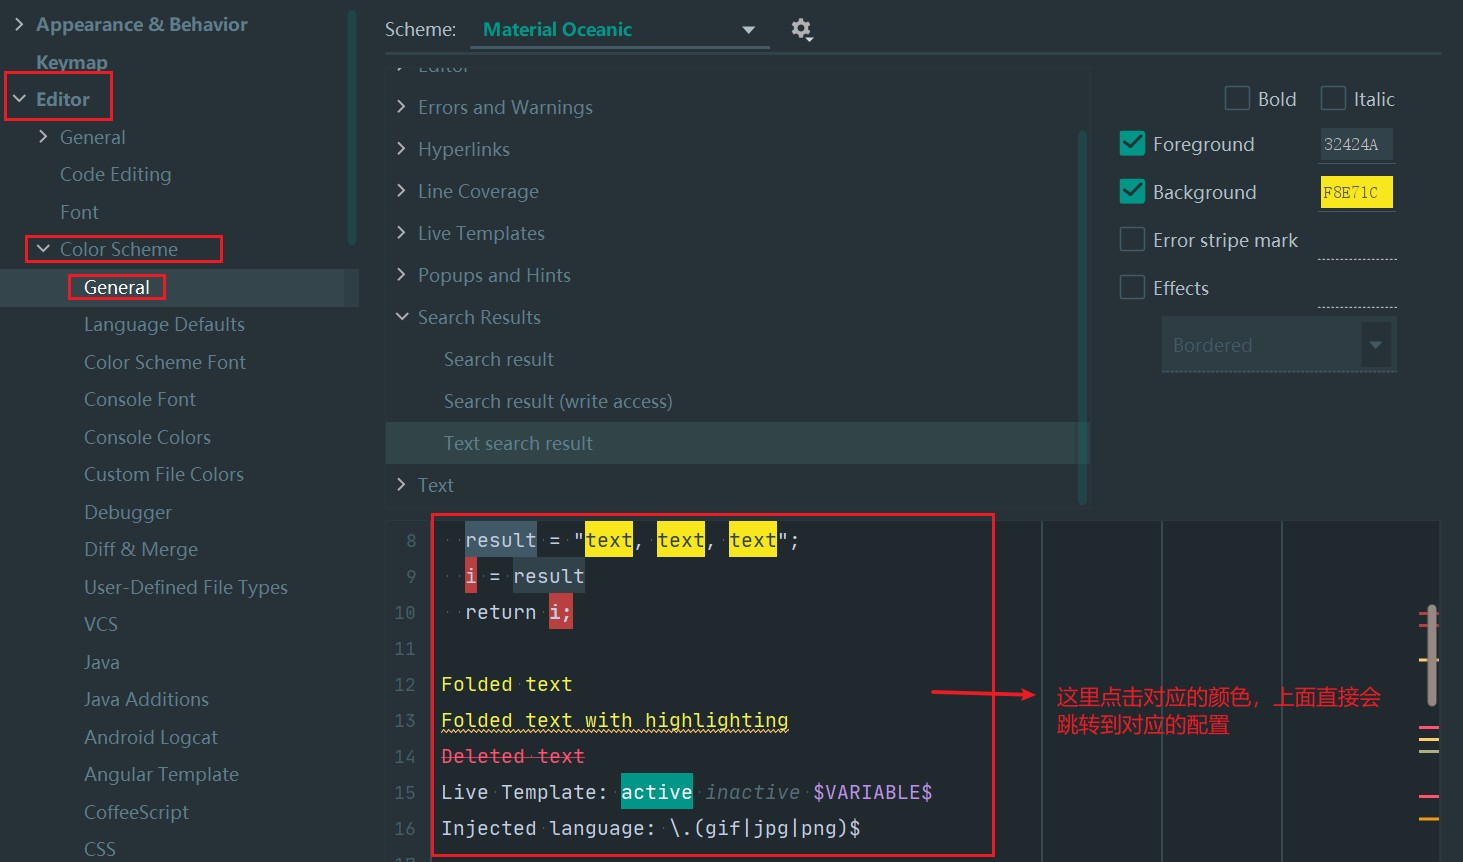 Appearance & Behavior
Keymap
Editor
General
Code Editing
Font
Color Scheme
General
Language Defaults
Color Scheme Font
Console Font
Console Colors
Custom File Colors
Debugger
Diff & Merge
User-Defined File Types
VCS
Java
Java Additions
Android Logcat
Angular Template
CoffeeScript
CSS
Scheme: Material Oceanic
Editor
Errors and Warnings
Hyperlinks
Line Coverage
Live Templates
Popups and Hints
Search Results
Search result
Search result (write access)
Text search result
Text
Bold Italic
Foreground 32424A
Background F8E71C
Error stripe mark
Effects
Bordered
8 result = "text, text, text";
9 i = result
10 return i;
11
12 Folded text
13 Folded text with highlighting
14 Deleted text
15 Live Template: active inactive $VARIABLE$
16 Injected language: \.(gif|jpg|png)$
这里点击对应的颜色，上面直接会
跳转到对应的配置